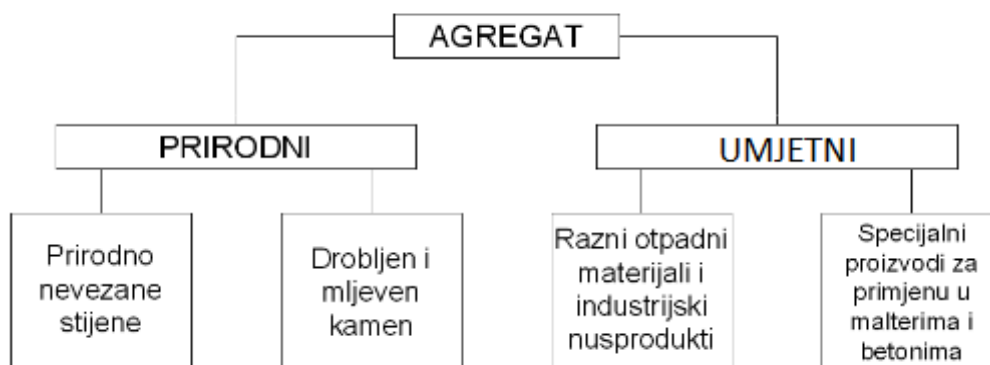 AGREGAT
PRIRODNI
UMJETNI
Prirodno
nevezane
stijene
Drobljen i
mljeven
kamen
Razni otpadni
materijali i
industrijski
nusprodukti
Specijalni
proizvodi za
primjenu u
malterima i
betonima